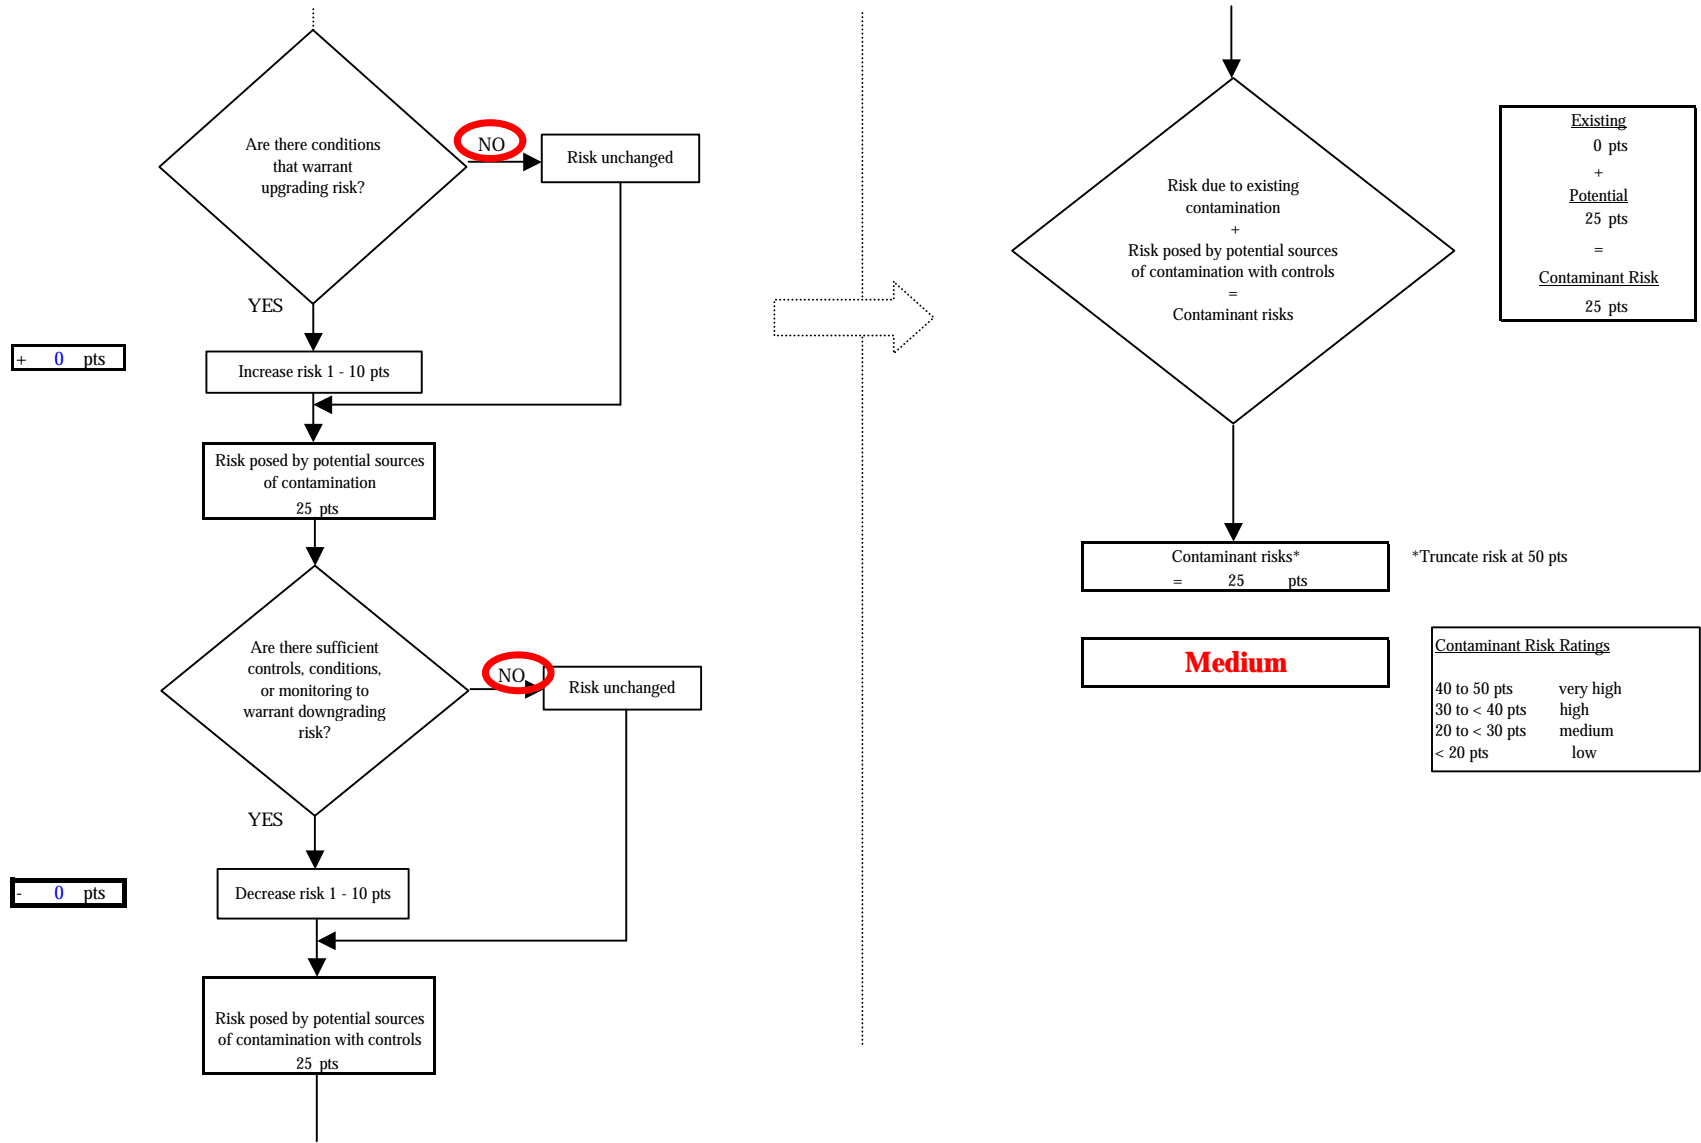 Are there conditions
that warrant
upgrading risk?
NO
Risk unchanged
YES
+ 0 pts
Increase risk 1 - 10 pts
Risk posed by potential sources
of contamination
25 pts
Are there sufficient
controls, conditions,
or monitoring to
warrant downgrading
risk?
NO
Risk unchanged
YES
- 0 pts
Decrease risk 1 - 10 pts
Risk posed by potential sources
of contamination with controls
25 pts
Risk due to existing
contamination
+
Risk posed by potential sources
of contamination with controls
=
Contaminant risks
Existing
0 pts
+
Potential
25 pts
=
Contaminant Risk
25 pts
Contaminant risks*
= 25 pts
*Truncate risk at 50 pts
Medium
Contaminant Risk Ratings
40 to 50 pts very high
30 to < 40 pts high
20 to < 30 pts medium
< 20 pts low